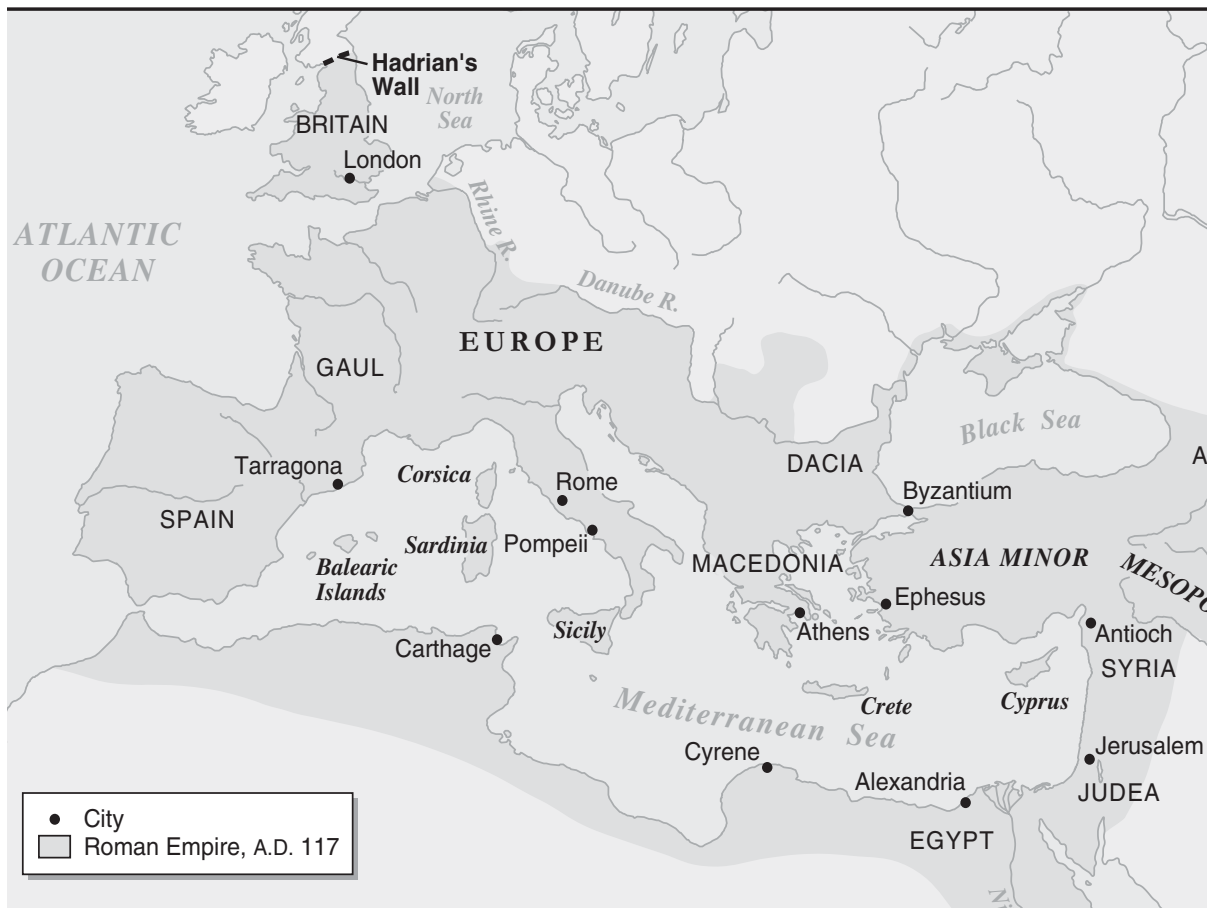 Hadrian's
Wall
North
Sea
BRITAIN
London
Rhine R.
ATLANTIC
OCEAN
Danube R.
EUROPE
GAUL
Black Sea
DACIA
Tarragona
Corsica
Rome
Byzantium
SPAIN
Sardinia
Pompeii
Balearic
Islands
MACEDONIA
ASIA MINOR
Ephesus
Sicily
Athens
Antioch
Carthage
SYRIA
Crete
Cyprus
Mediterranean Sea
Cyrene
Jerusalem
Alexandria
JUDEA
EGYPT
City
Roman Empire, A.D. 117